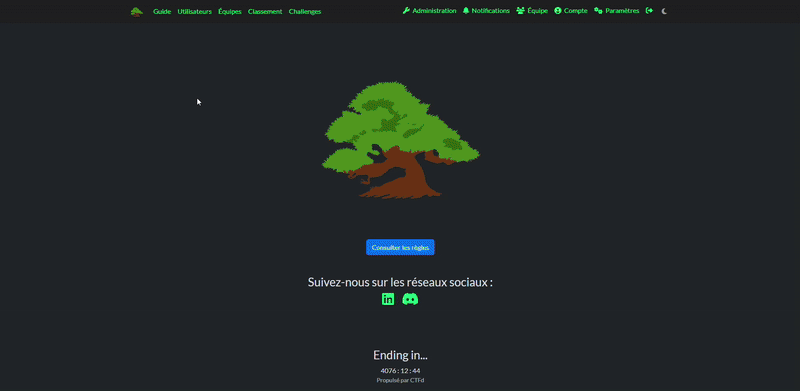 Guide Utilisateurs Équipes Classement Challenges Administration Notifications Équipe Compte Paramètres
Consulter les règles
Suivez-nous sur les réseaux sociaux :
Ending in...
4076 : 12 : 44
Propulsé par CTFd